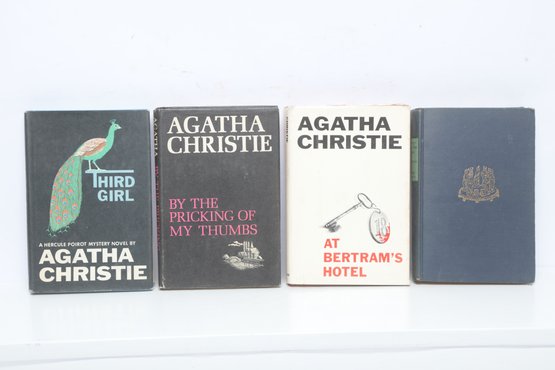 THIRD
GIRL
A HERCULE POIROT MYSTERY NOVEL BY
AGATHA
CHRISTIE
AGATHA
AGATHA
CHRISTIE
BY THE
PRICKING OF
MY THUMBS
AGATHA
CHRISTIE
AT
BERTRAM'S
HOTEL